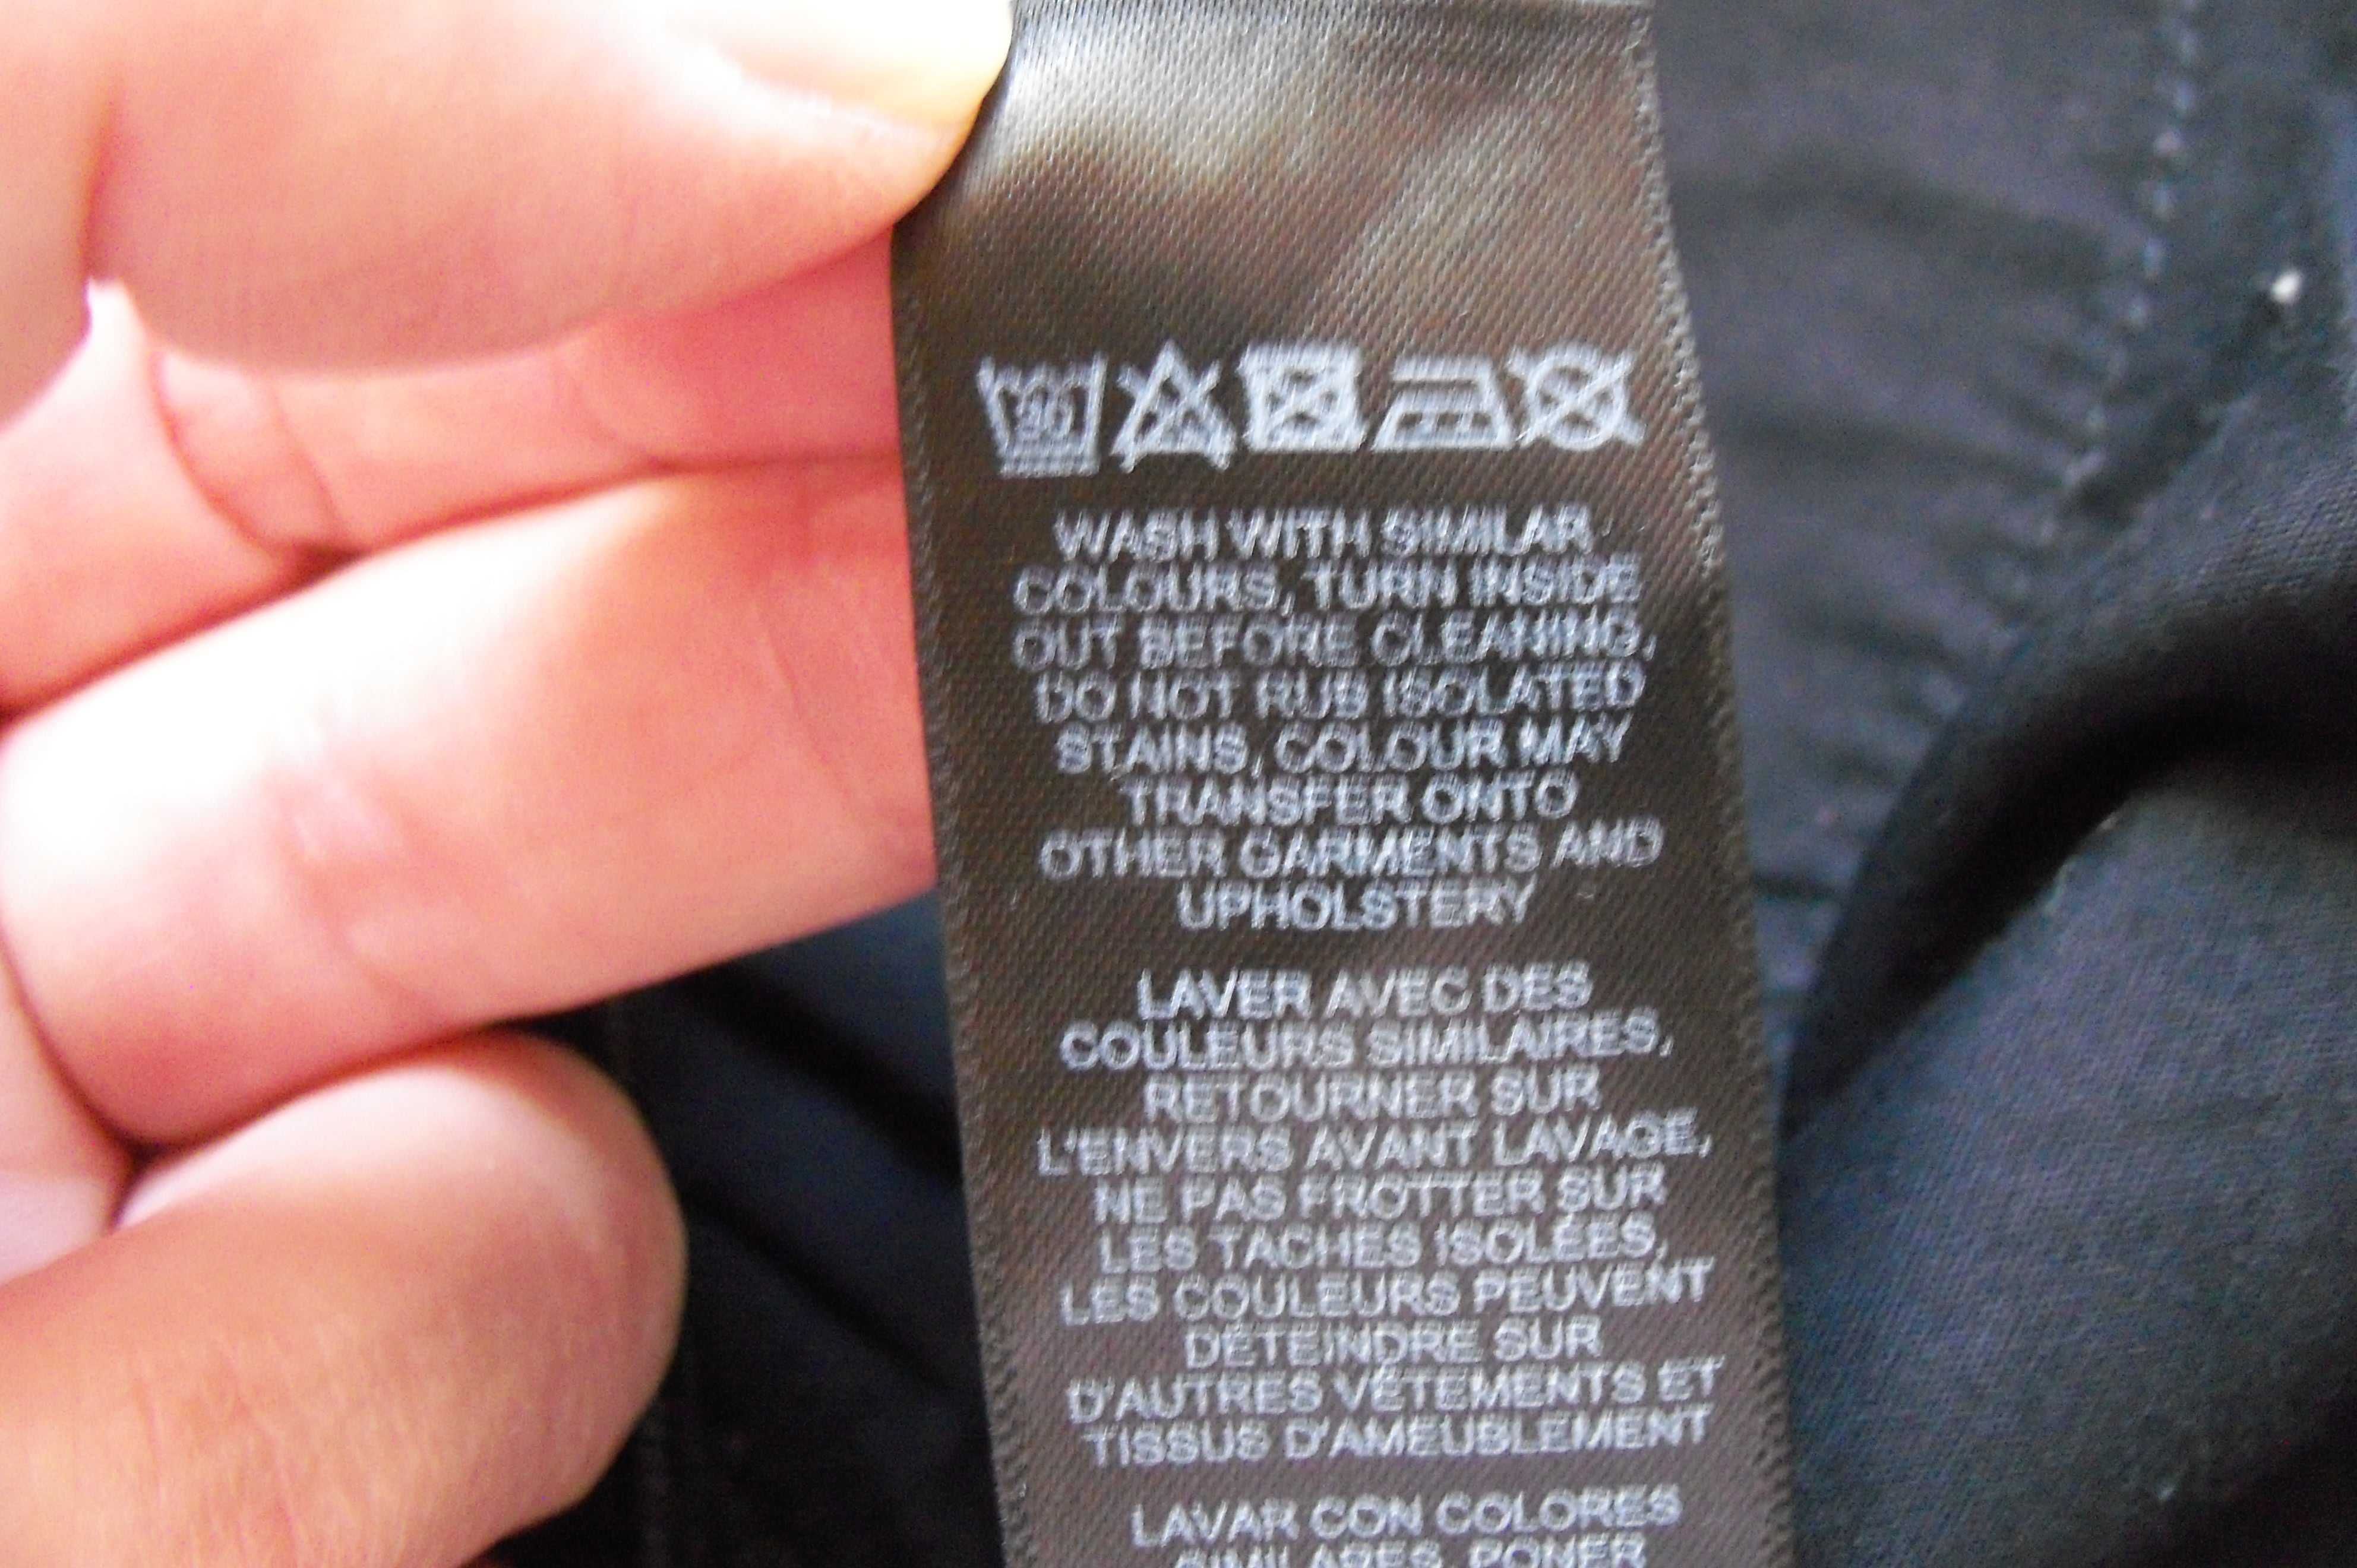 WASH WITH SIMILAR
COLOURS, TURN INSIDE
OUT BEFORE CLEANING,
DO NOT RUB ISOLATED
STAINS, COLOUR MAY
TRANSFER ONTO
OTHER GARMENTS AND
UPHOLSTERY
LAVER AVEC DES
COULEURS SIMILAIRES,
RETOURNER SUR
L'ENVERS AVANT LAVAGE,
NE PAS FROTTER SUR
LES TACHES ISOLÉES,
LES COULEURS PEUVENT
DÉTEINDRE SUR
D'AUTRES VÊTEMENTS ET
TISSUS D'AMEUBLEMENT
LAVAR CON COLORES
SIMILARES, PONER